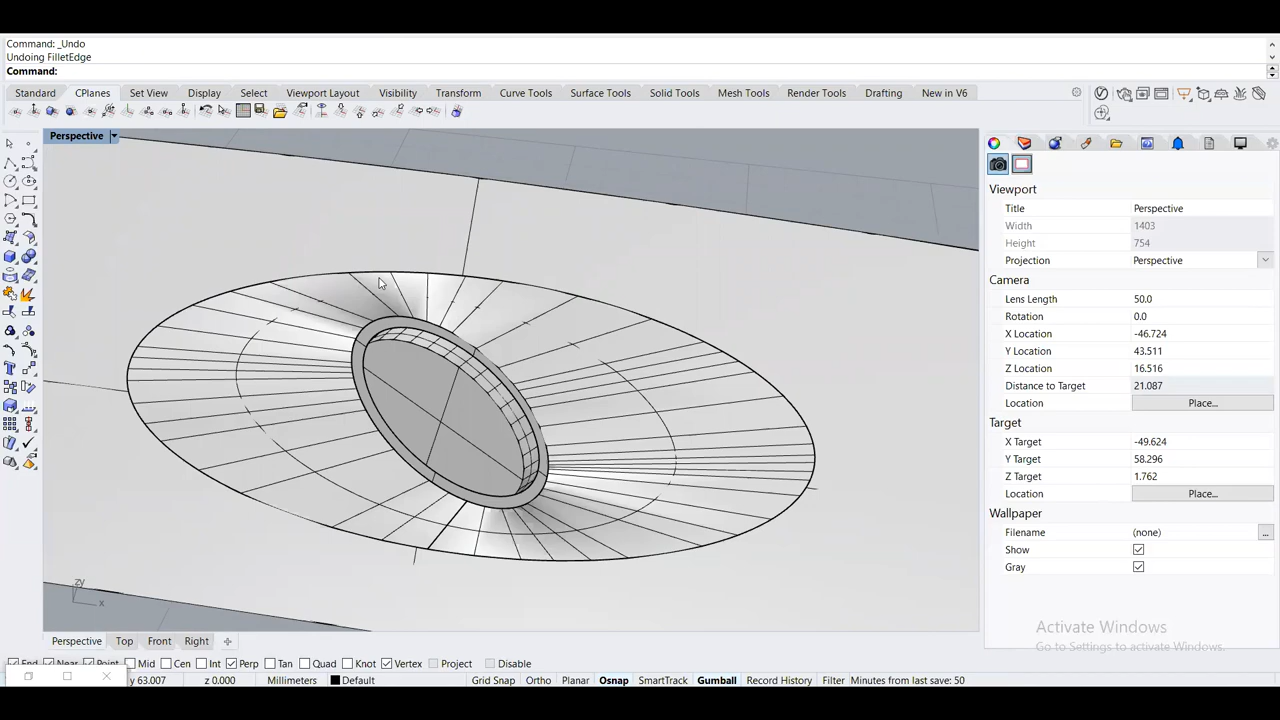 Command: _Undo
Undoing FilletEdge
Command:
Standard CPlanes Set View Display Select Viewport Layout Visibility Transform Curve Tools Surface Tools Solid Tools Mesh Tools Render Tools Drafting New in V6
Perspective
Viewport
Title Perspective
Width 1403
Height 754
Projection Perspective
Camera
Lens Length 50.0
Rotation 0.0
X Location -46.724
Y Location 43.511
Z Location 16.516
Distance to Target 21.087
Location Place...
Target
X Target -49.624
Y Target 58.296
Z Target 1.762
Location Place...
Wallpaper
Filename (none) ...
Show
Gray
zy
x
Activate Windows
Go to Settings to activate Windows.
Perspective Top Front Right
End Near Point Mid Cen Int Perp Tan Quad Knot Vertex Project Disable
y 63.007 z 0.000 Millimeters Default Grid Snap Ortho Planar Osnap SmartTrack Gumball Record History Filter Minutes from last save: 50